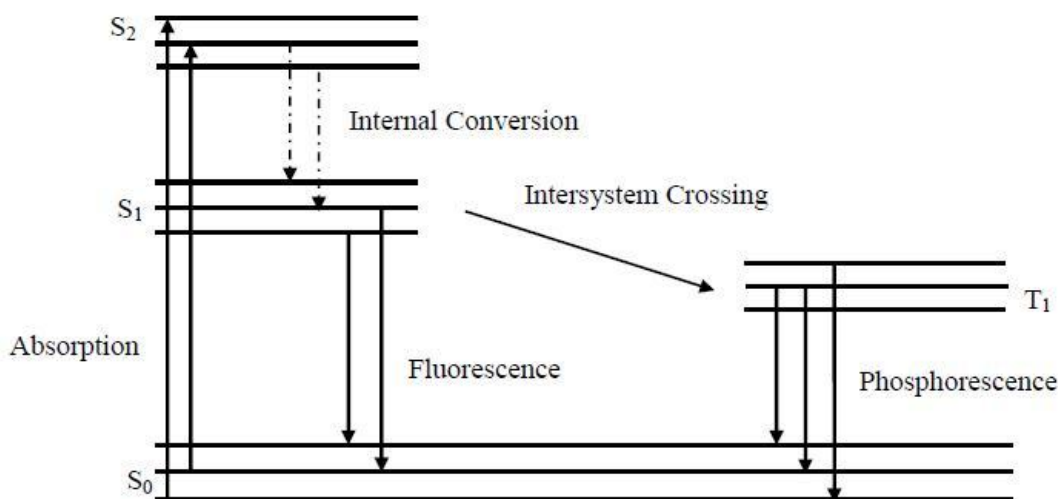 S₂
Internal Conversion
Intersystem Crossing
S₁
T₁
Absorption
Fluorescence
Phosphorescence
S₀